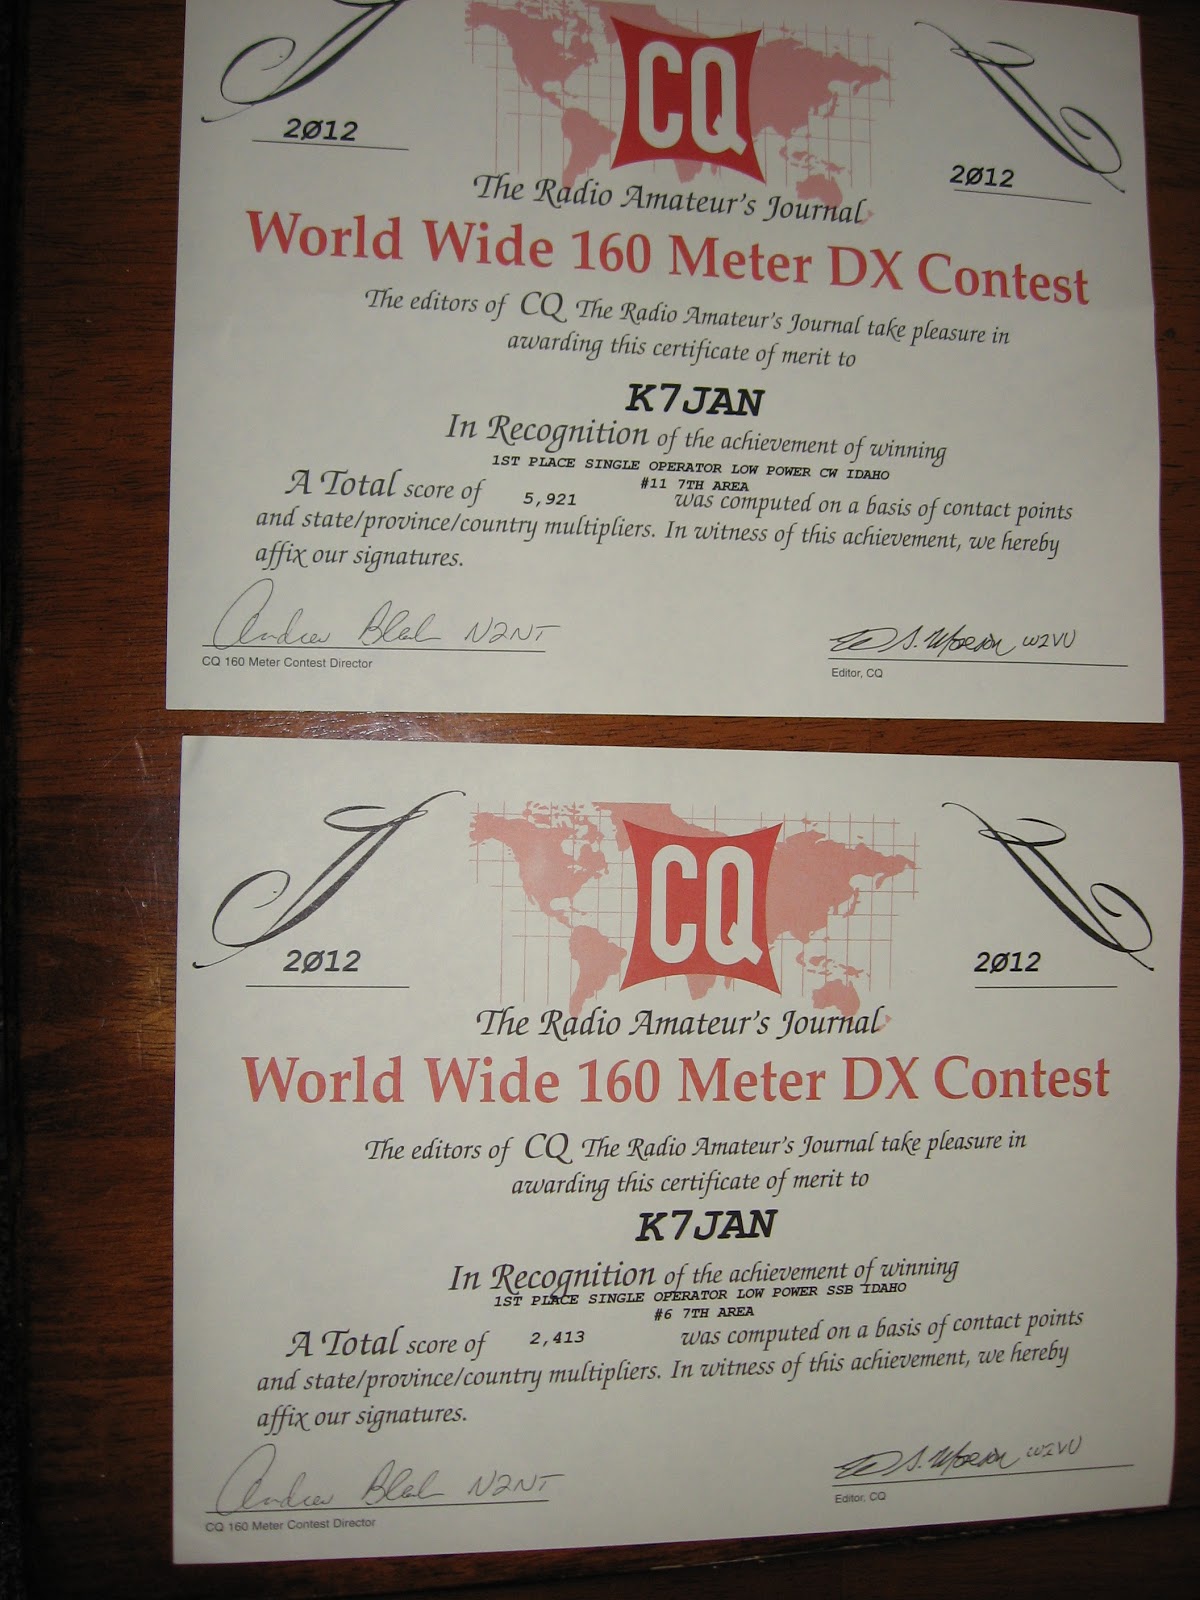 2Ø12
CQ
2Ø12
The Radio Amateur's Journal
World Wide 160 Meter DX Contest
The editors of CQ The Radio Amateur's Journal take pleasure in
awarding this certificate of merit to
K7JAN
In Recognition of the achievement of winning
1ST PLACE SINGLE OPERATOR LOW POWER CW IDAHO
#11 7TH AREA
A Total score of 5,921 was computed on a basis of contact points
and state/province/country multipliers. In witness of this achievement, we hereby
affix our signatures.
Andrew Blank N2NT
CQ 160 Meter Contest Director
W2VU
Editor, CQ
2Ø12
CQ
2Ø12
The Radio Amateur's Journal
World Wide 160 Meter DX Contest
The editors of CQ The Radio Amateur's Journal take pleasure in
awarding this certificate of merit to
K7JAN
In Recognition of the achievement of winning
1ST PLACE SINGLE OPERATOR LOW POWER SSB IDAHO
#6 7TH AREA
A Total score of 2,413 was computed on a basis of contact points
and state/province/country multipliers. In witness of this achievement, we hereby
affix our signatures.
Andrew Blank N2NT
CQ 160 Meter Contest Director
W2VU
Editor, CQ